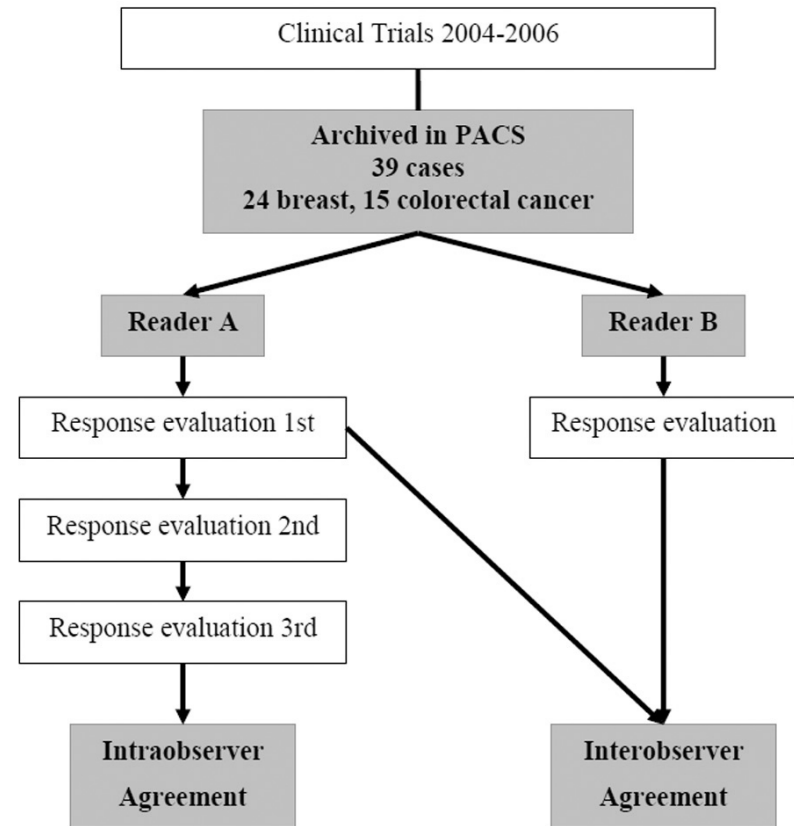 Clinical Trials 2004-2006
Archived in PACS
39 cases
24 breast, 15 colorectal cancer
Reader A
Reader B
Response evaluation 1st
Response evaluation
Response evaluation 2nd
Response evaluation 3rd
Intraobserver
Agreement
Interobserver
Agreement